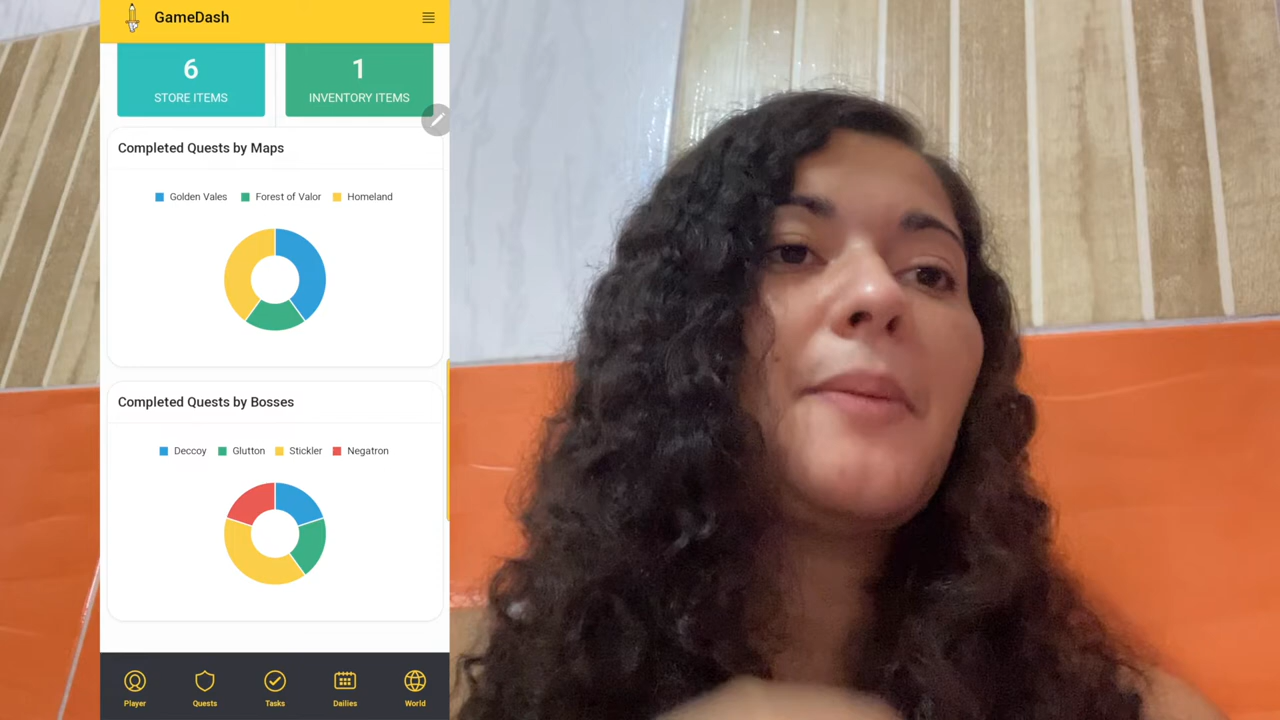 GameDash
6
STORE ITEMS
1
INVENTORY ITEMS
Completed Quests by Maps
Golden Vales Forest of Valor Homeland
Completed Quests by Bosses
Deccoy Glutton Stickler Negatron
Player Quests Tasks Dailies World